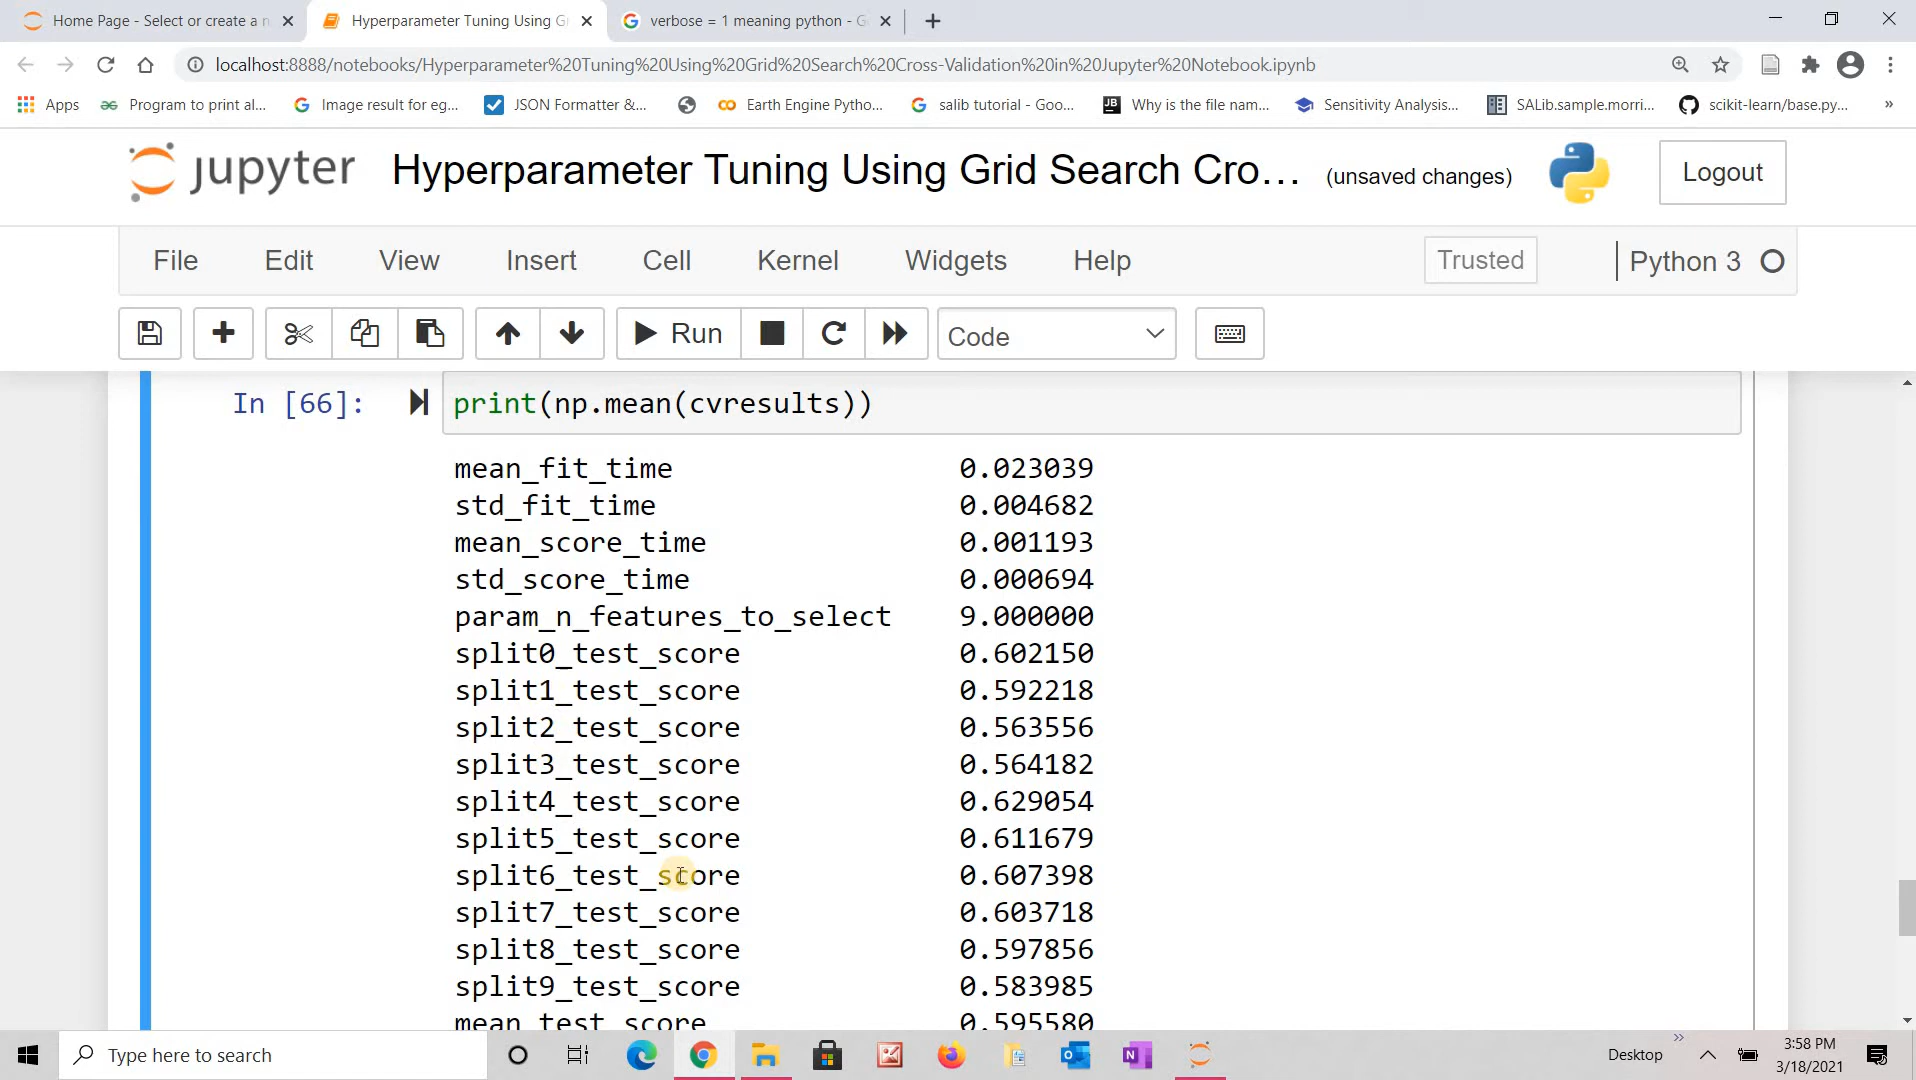 Home Page - Select or create a n
Hyperparameter Tuning Using G
verbose = 1 meaning python - G
localhost:8888/notebooks/Hyperparameter%20Tuning%20Using%20Grid%20Search%20Cross-Validation%20in%20Jupyter%20Notebook.ipynb
Apps Program to print al... Image result for eg... JSON Formatter &... Earth Engine Pytho... salib tutorial - Goo... Why is the file nam... Sensitivity Analysis... SALib.sample.morri... scikit-learn/base.py... »
jupyter Hyperparameter Tuning Using Grid Search Cro... (unsaved changes) Logout
File Edit View Insert Cell Kernel Widgets Help Trusted Python 3
Run Code
In [66]: print(np.mean(cvresults))
mean_fit_time 0.023039
std_fit_time 0.004682
mean_score_time 0.001193
std_score_time 0.000694
param_n_features_to_select 9.000000
split0_test_score 0.602150
split1_test_score 0.592218
split2_test_score 0.563556
split3_test_score 0.564182
split4_test_score 0.629054
split5_test_score 0.611679
split6_test_score 0.607398
split7_test_score 0.603718
split8_test_score 0.597856
split9_test_score 0.583985
mean_test_score 0.595580
Type here to search
Desktop »
3:58 PM
3/18/2021